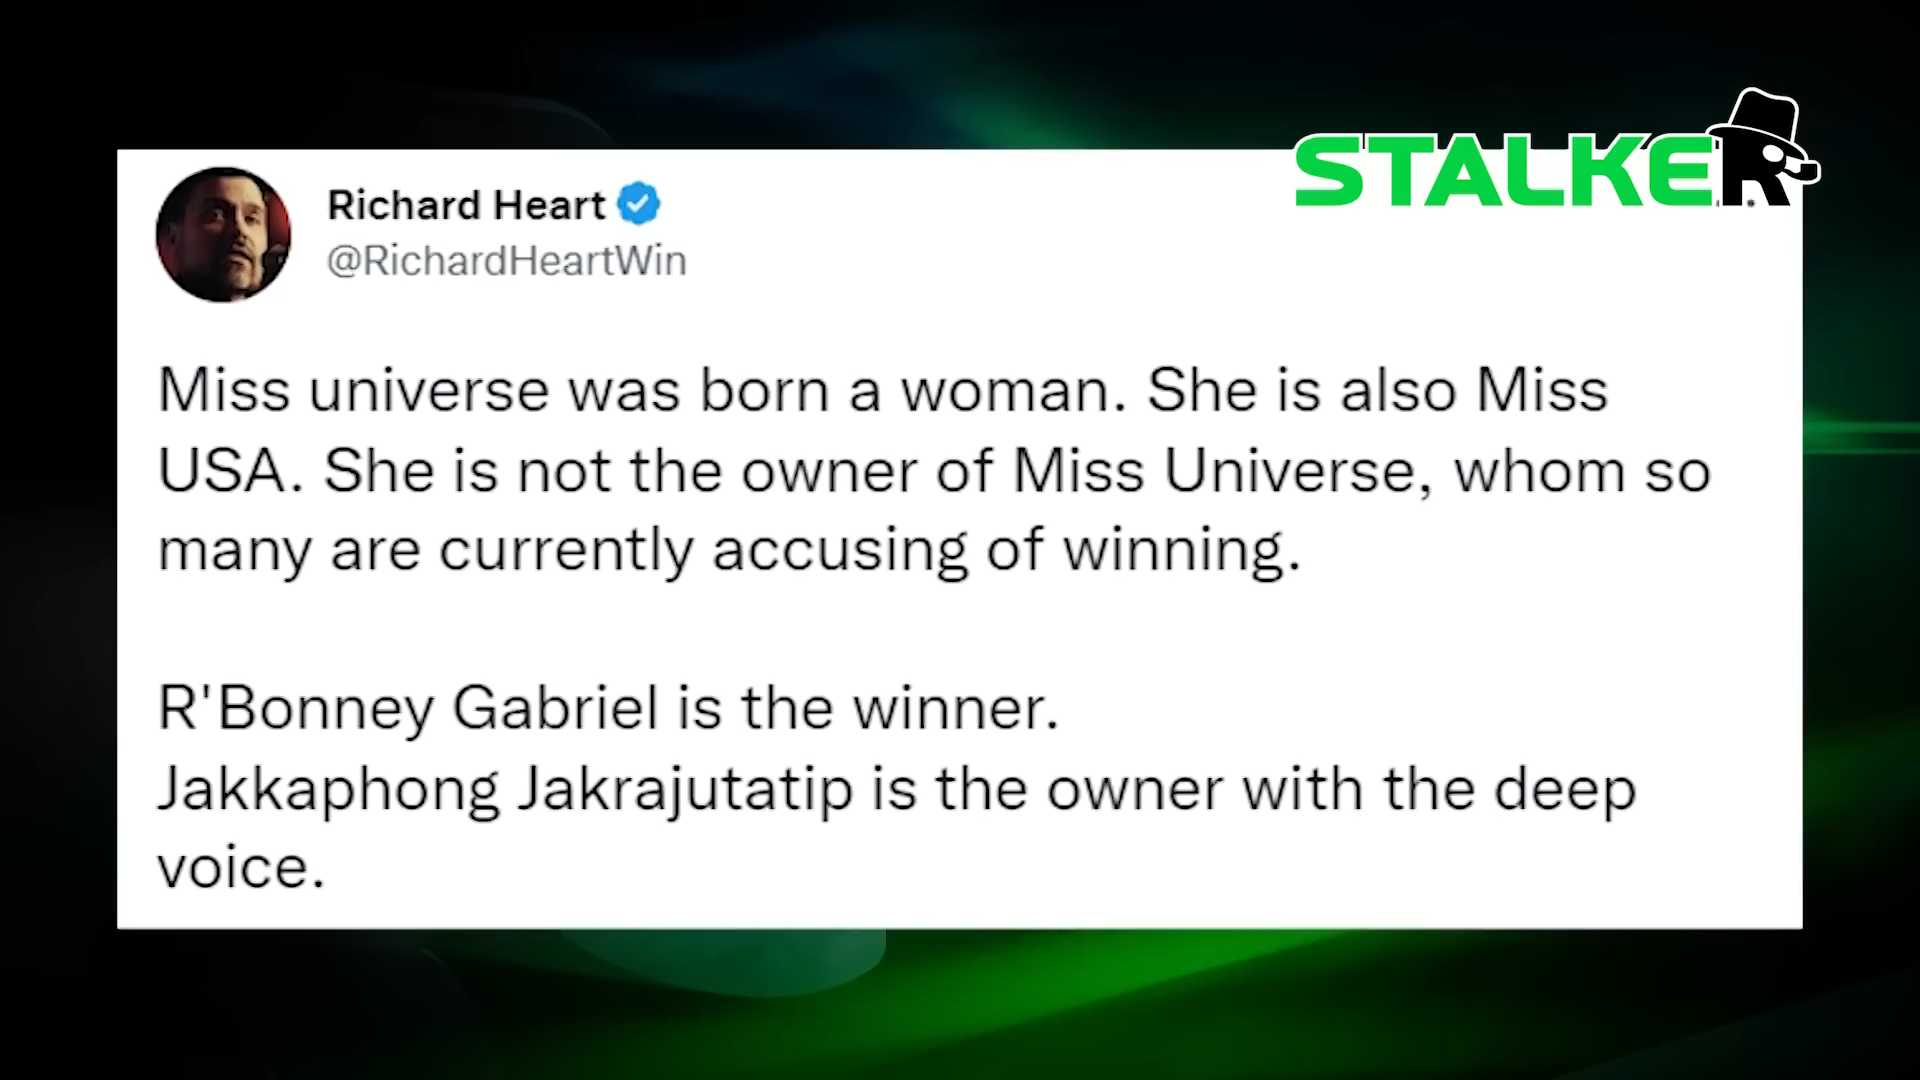 STALKER
Richard Heart
@RichardHeartWin
Miss universe was born a woman. She is also Miss
USA. She is not the owner of Miss Universe, whom so
many are currently accusing of winning.
R'Bonney Gabriel is the winner.
Jakkaphong Jakrajutatip is the owner with the deep
voice.